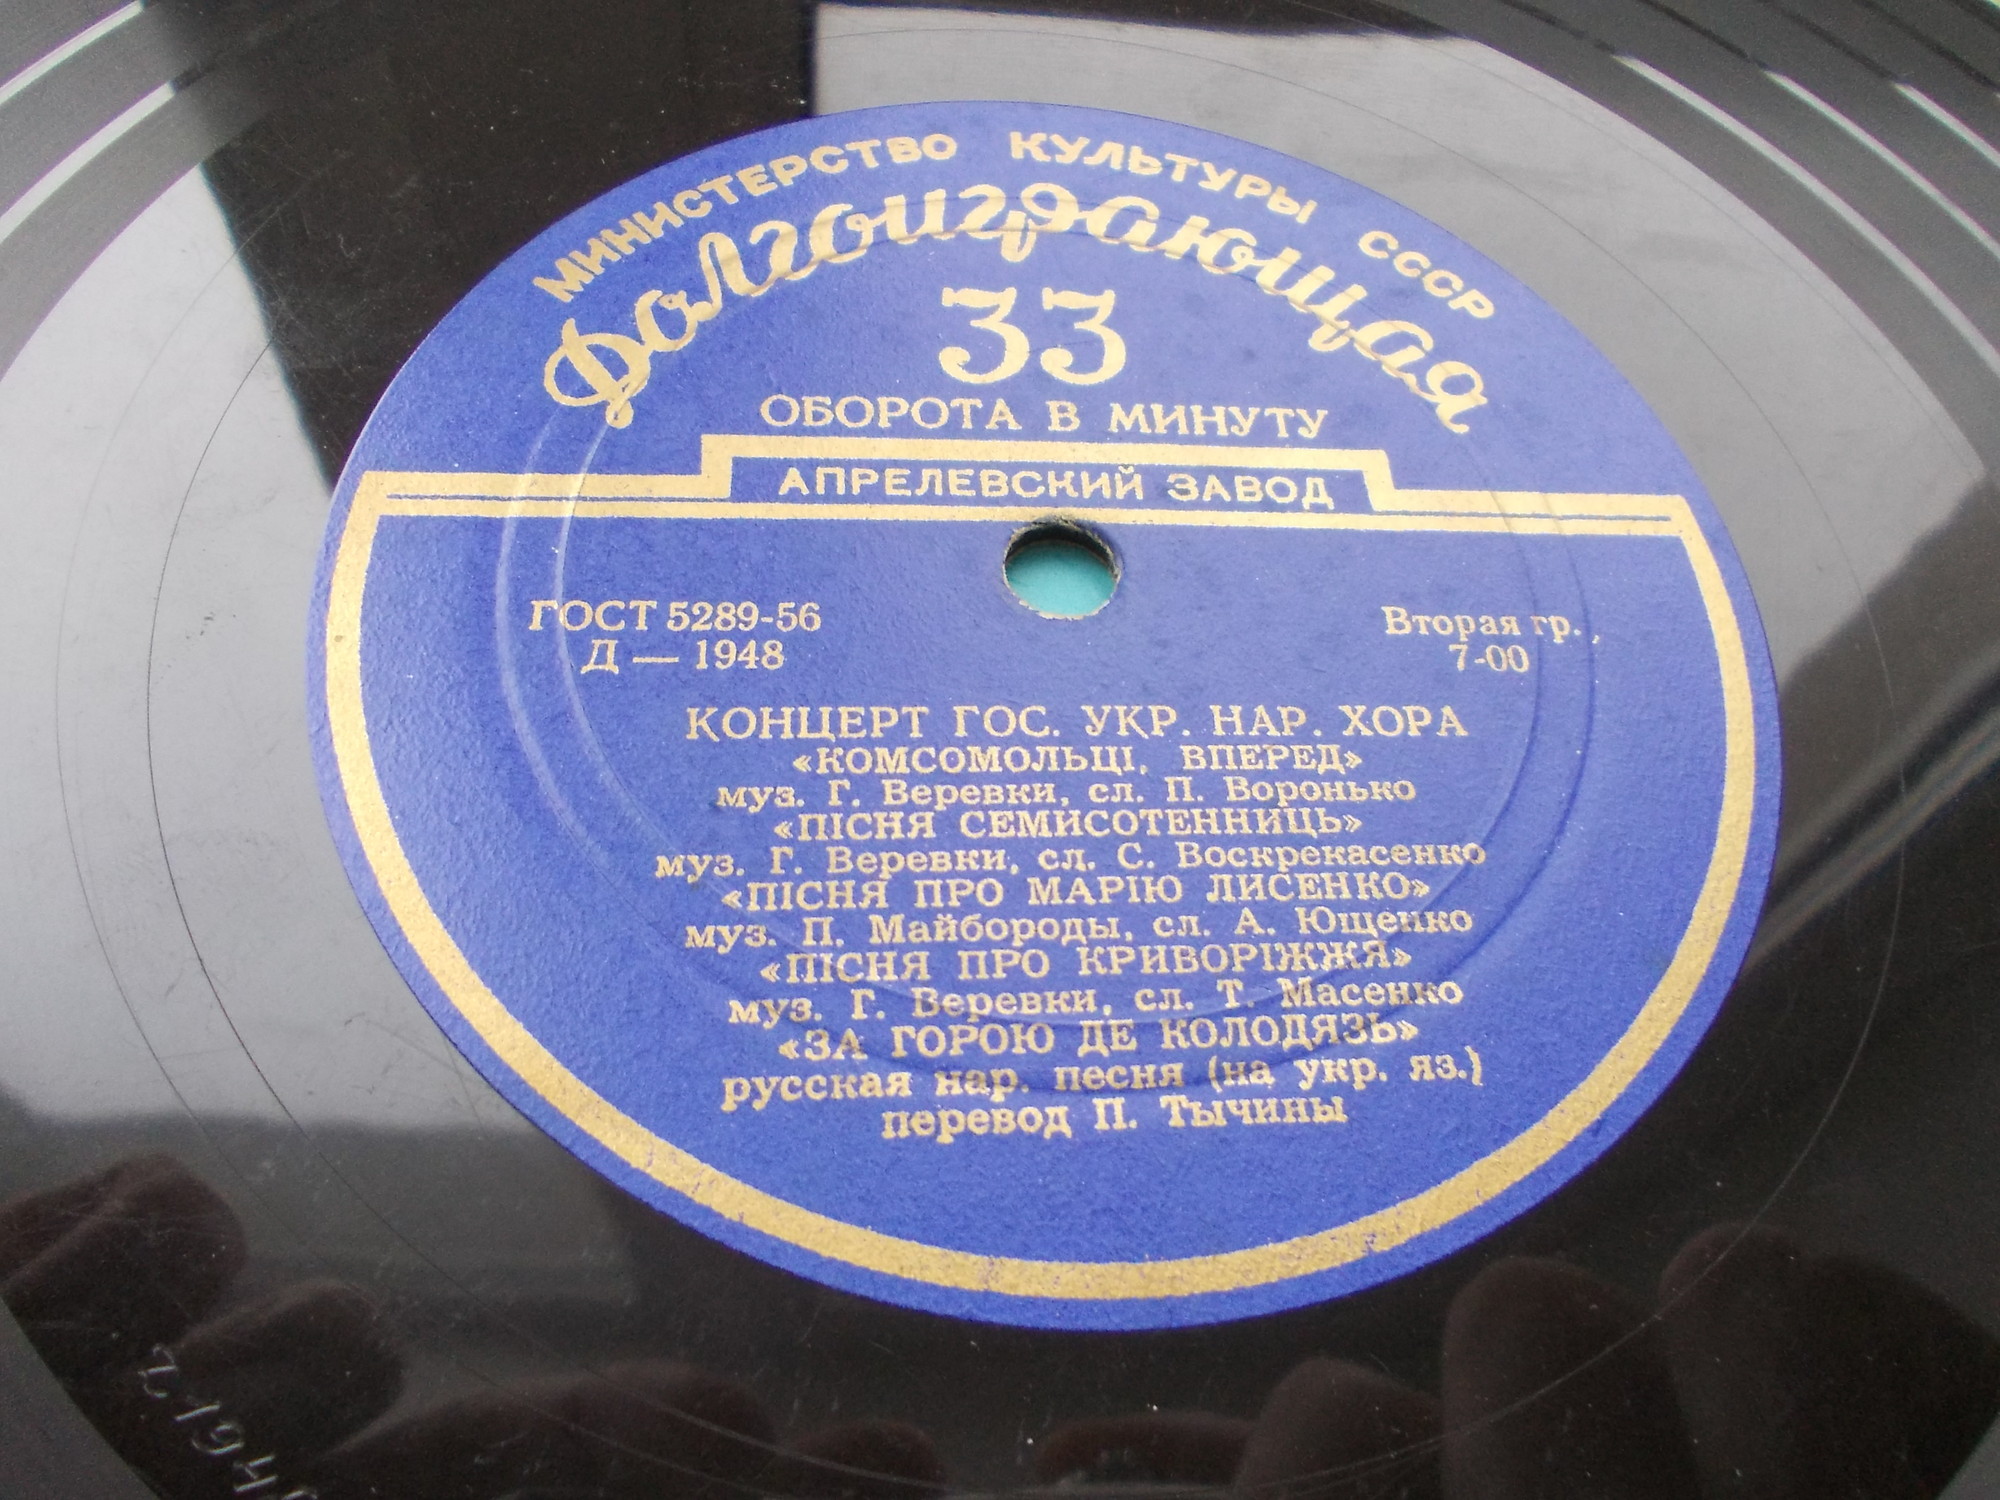 МИНИСТЕРСТВО КУЛЬТУРЫ СССР
Долгоиграющая
33
ОБОРОТА В МИНУТУ
АПРЕЛЕВСКИЙ ЗАВОД
ГОСТ 5289-56
Д — 1948
Вторая гр.
7-00
КОНЦЕРТ ГОС. УКР. НАР. ХОРА
«КОМСОМОЛЬЦІ, ВПЕРЕД»
муз. Г. Веревки, сл. П. Воронько
«ПІСНЯ СЕМИСОТЕННИЦЬ»
муз. Г. Веревки, сл. С. Воскрекасенко
«ПІСНЯ ПРО МАРІЮ ЛИСЕНКО»
муз. П. Майбороды, сл. А. Ющенко
«ПІСНЯ ПРО КРИВОРІЖЖЯ»
муз. Г. Веревки, сл. Т. Масенко
«ЗА ГОРОЮ ДЕ КОЛОДЯЗЬ»
русская нар. песня (на укр. яз.)
перевод П. Тычины